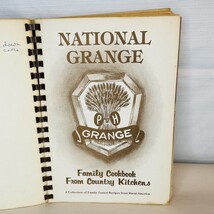 NATIONAL
GRANGE
P H
GRANGE
Family Cookbook
From Country Kitchens
A Collection of Family Tested Recipes From Rural America